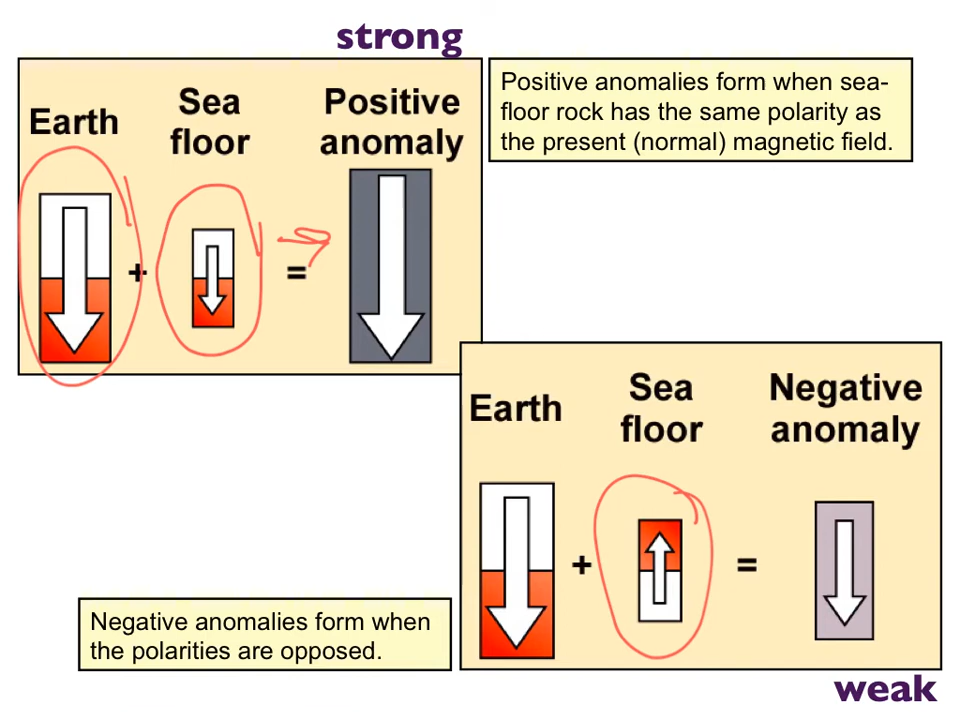 strong
Earth
Sea
floor
Positive
anomaly
+
=
Positive anomalies form when sea-
floor rock has the same polarity as
the present (normal) magnetic field.
Earth
Sea
floor
Negative
anomaly
+
=
Negative anomalies form when
the polarities are opposed.
weak